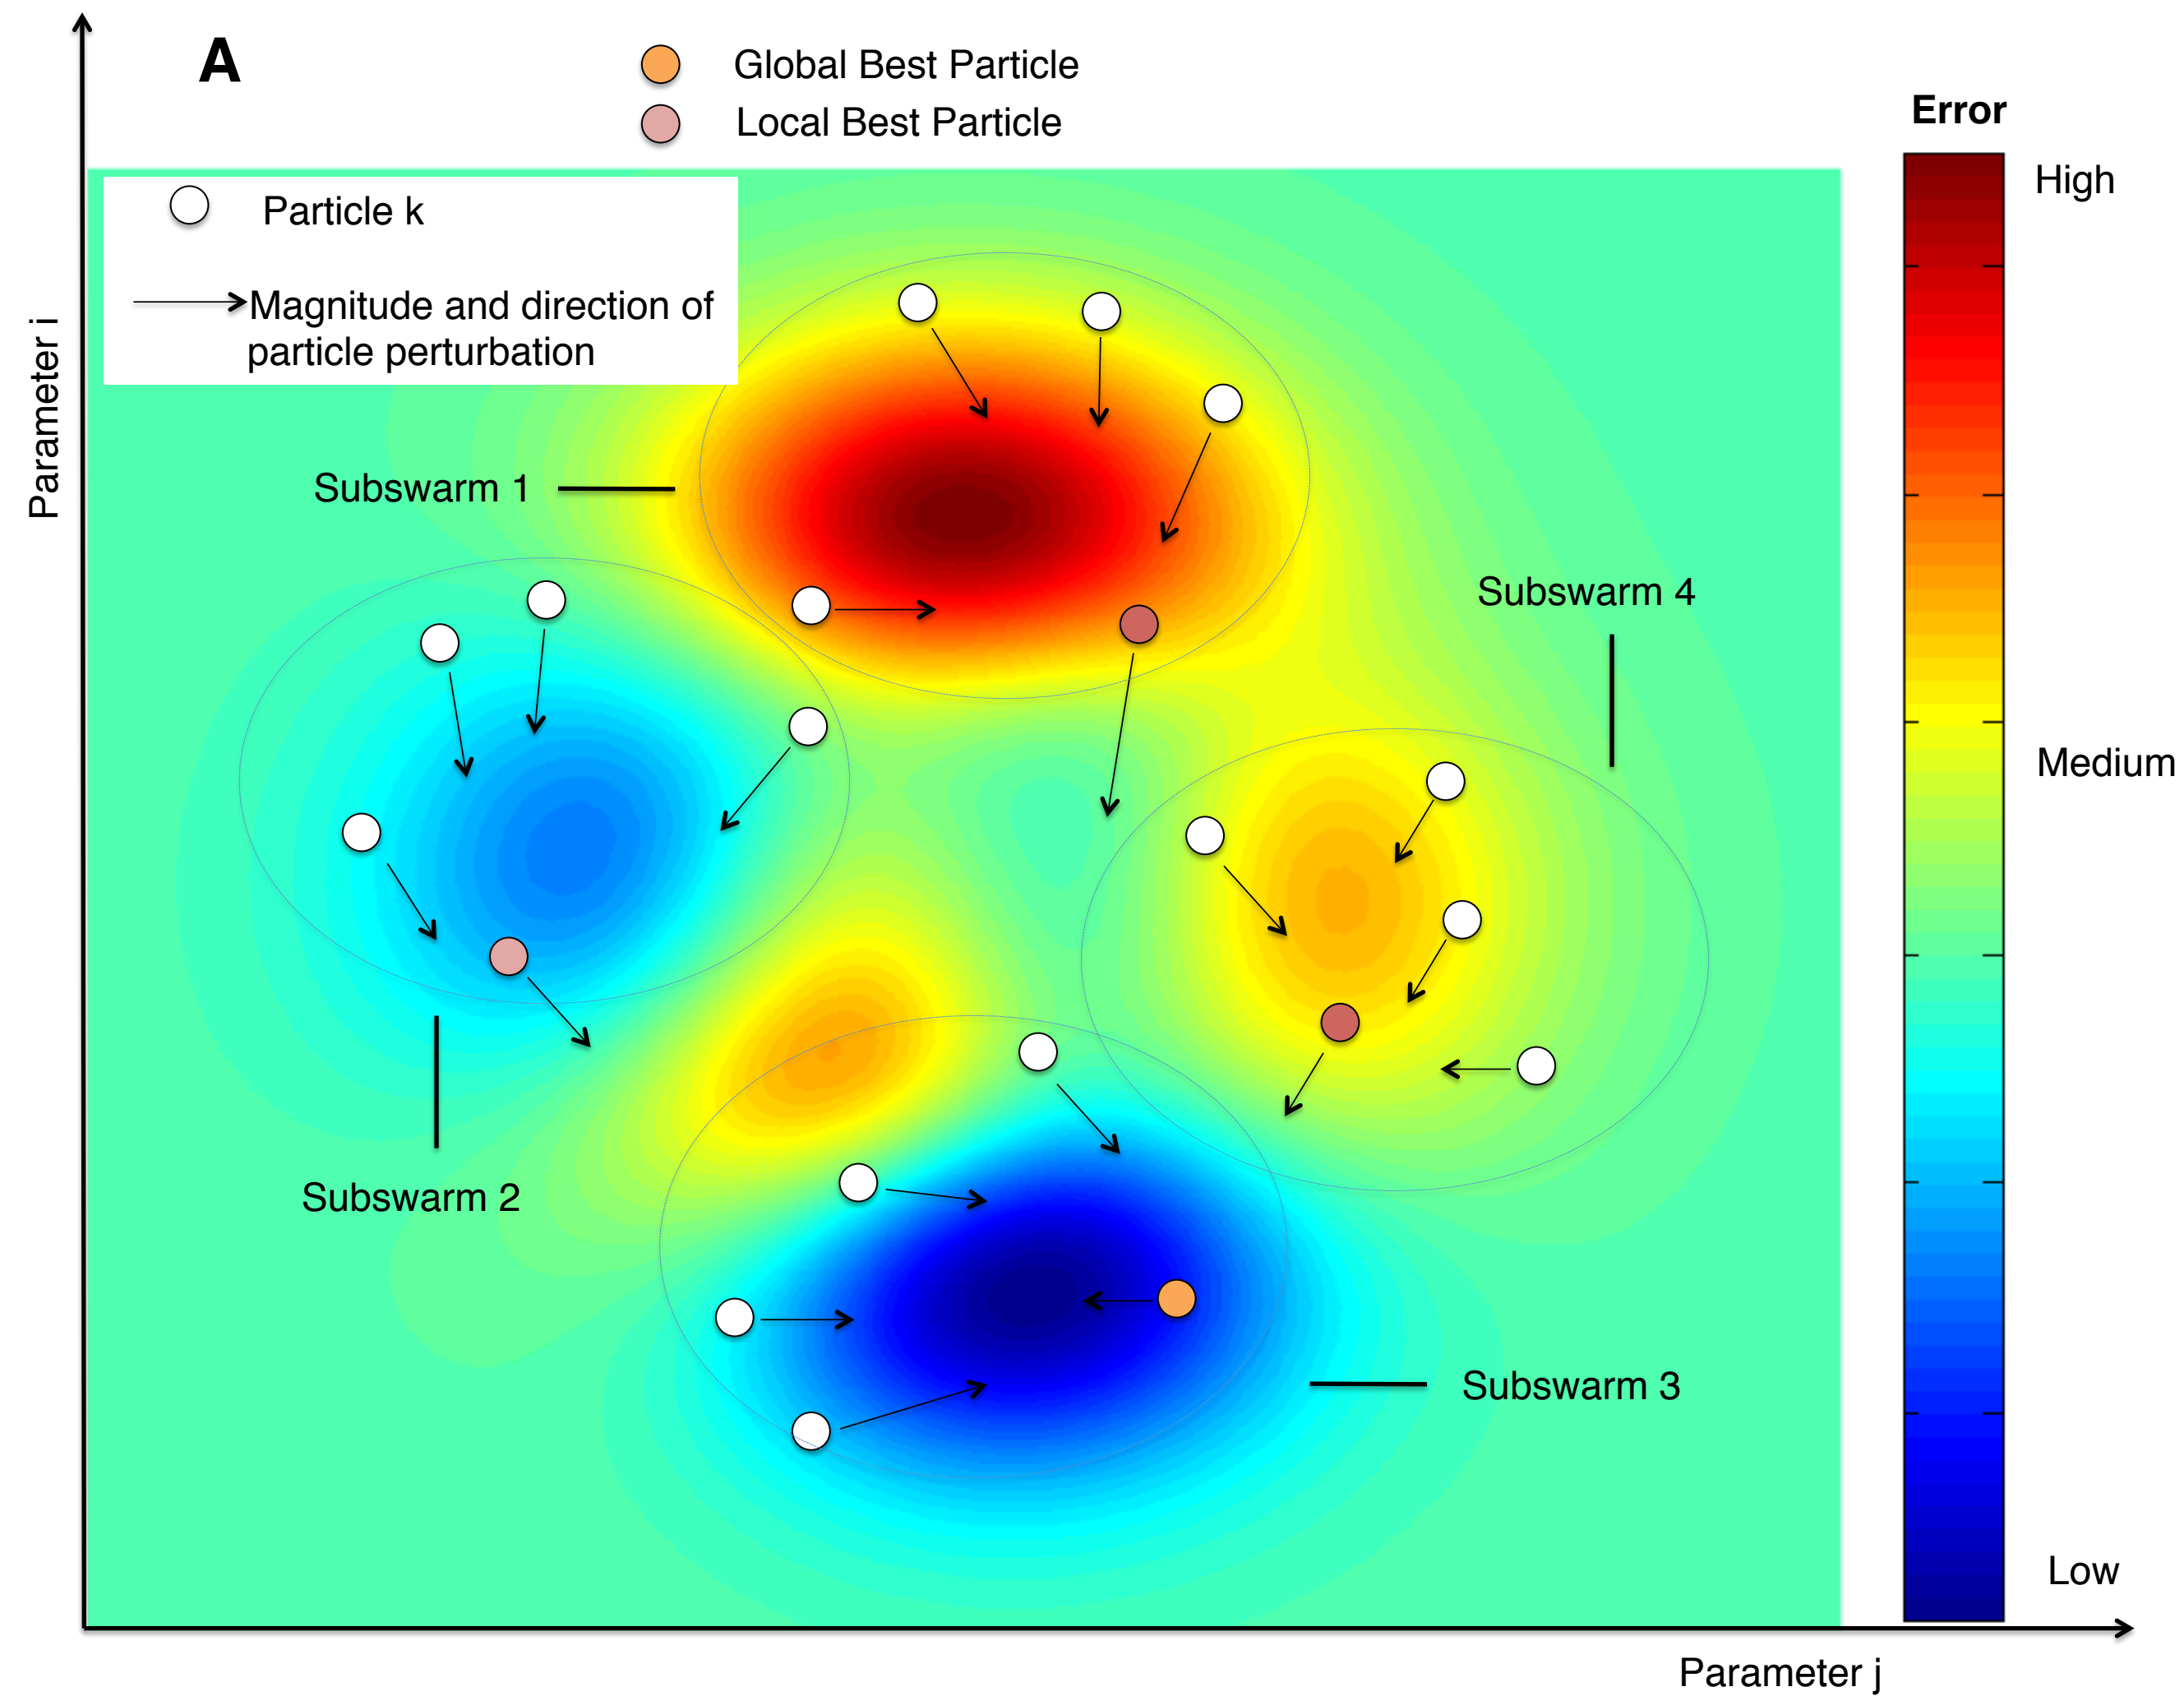 A
Global Best Particle
Local Best Particle
Error
High
Particle k
Magnitude and direction of
particle perturbation
Parameter i
Subswarm 1
Subswarm 4
Medium
Subswarm 2
Subswarm 3
Low
Parameter j